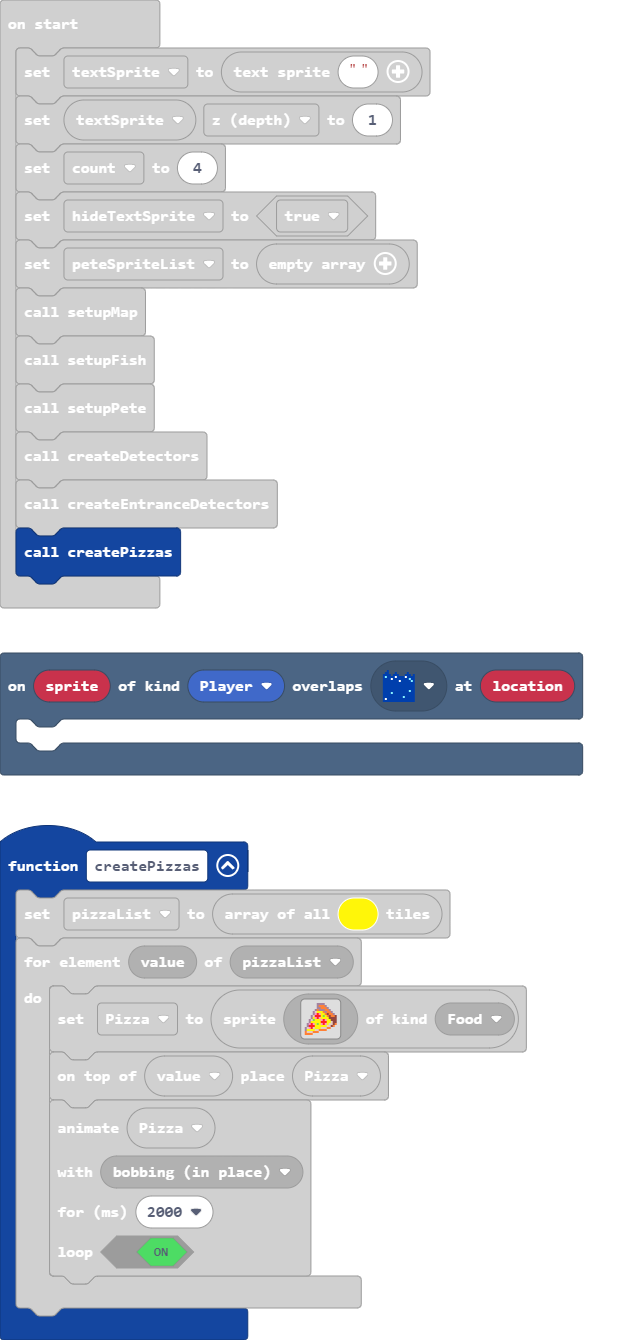 on start
set textSprite to text sprite " "
set textSprite z (depth) to 1
set count to 4
set hideTextSprite to true
set peteSpriteList to empty array
call setupMap
call setupFish
call setupPete
call createDetectors
call createEntranceDetectors
call createPizzas
on sprite of kind Player overlaps at location
function createPizzas
set pizzaList to array of all tiles
for element value of pizzaList
do
set Pizza to sprite of kind Food
on top of value place Pizza
animate Pizza
with bobbing (in place)
for (ms) 2000
loop ON